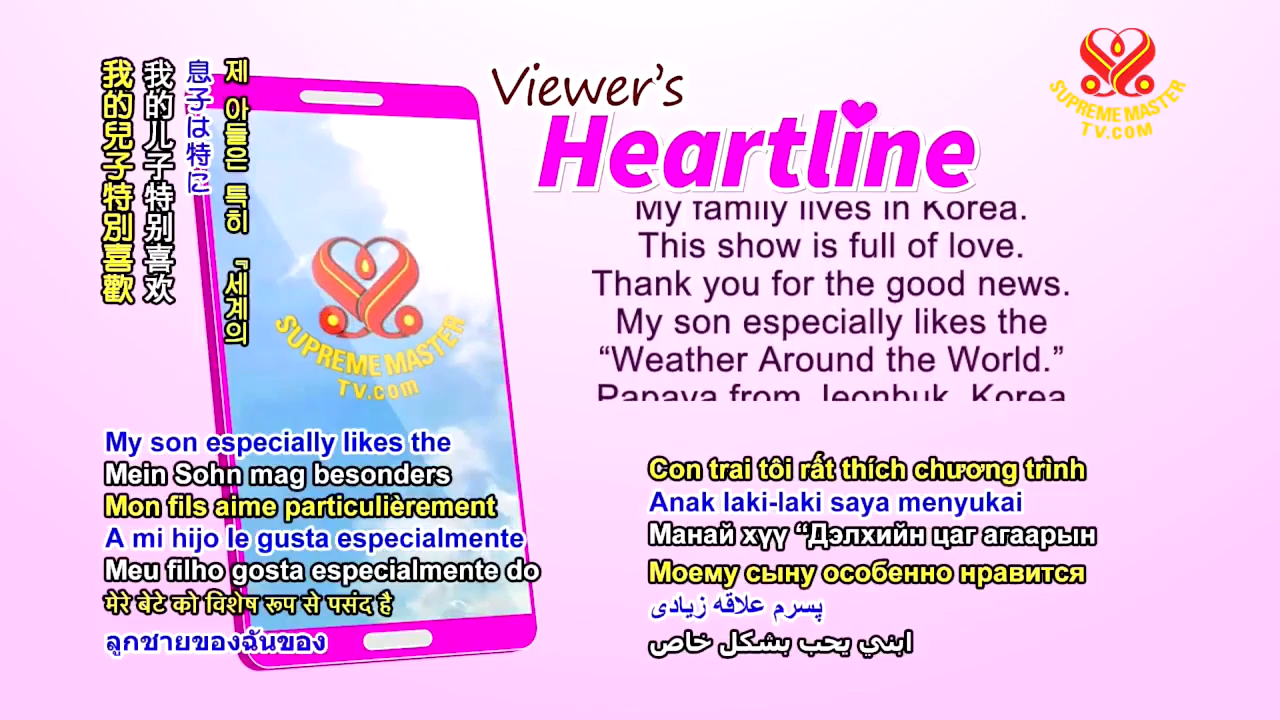 Viewer's
Heartline
SUPREME MASTER
TV.COM
My family lives in Korea.
This show is full of love.
Thank you for the good news.
My son especially likes the
“Weather Around the World.”
Papaya from Jeonbuk, Korea
SUPREME MASTER
TV.COM
我的兒子特別喜歡
我的儿子特别喜欢
息子は特に
제 아들은 특히 『세계의
My son especially likes the
Mein Sohn mag besonders
Mon fils aime particulièrement
A mi hijo le gusta especialmente
Meu filho gosta especialmente do
मेरे बेटे को विशेष रूप से पसंद है
ลูกชายของฉันของ
Con trai tôi rất thích chương trình
Anak laki-laki saya menyukai
Манай хүү “Дэлхийн цаг агаарын
Моему сыну особенно нравится
پسرم علاقه زیادی
ابني يحب بشكل خاص